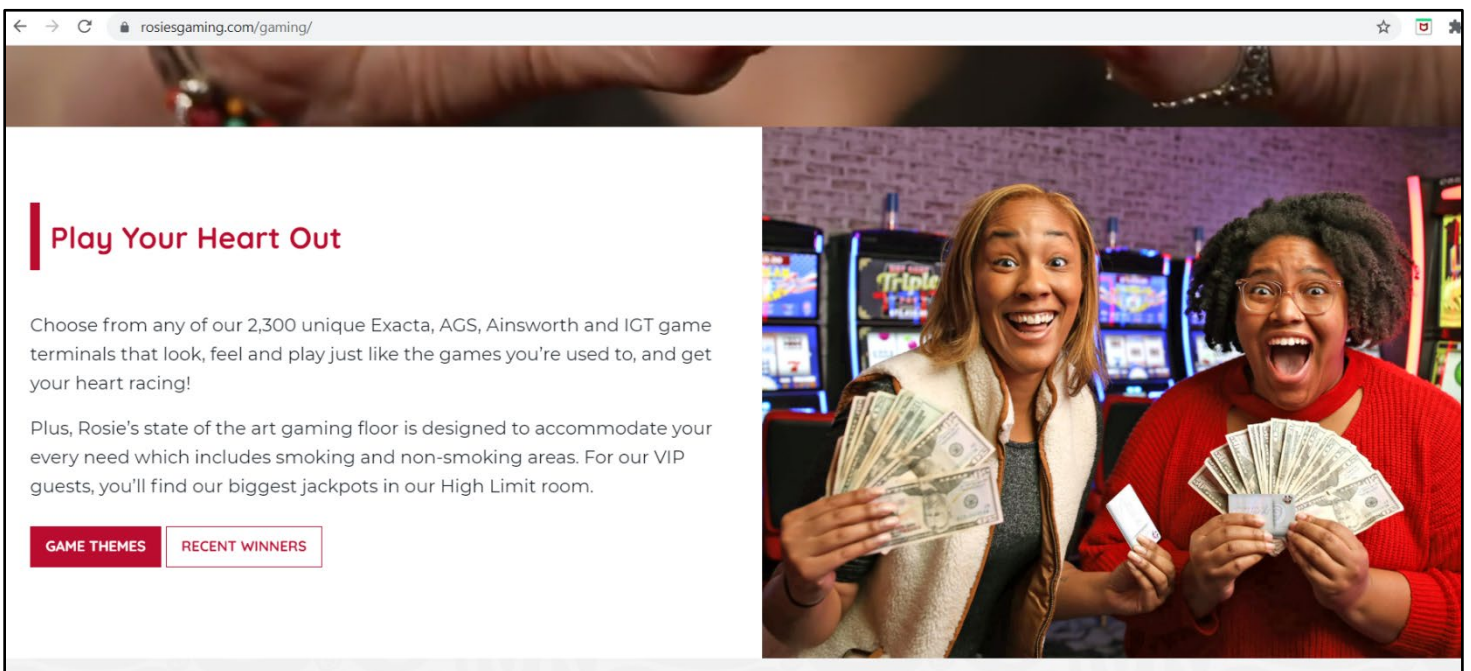 rosiesgaming.com/gaming/
Play Your Heart Out
Choose from any of our 2,300 unique Exacta, AGS, Ainsworth and IGT game
terminals that look, feel and play just like the games you’re used to, and get
your heart racing!
Plus, Rosie’s state of the art gaming floor is designed to accommodate your
every need which includes smoking and non-smoking areas. For our VIP
guests, you’ll find our biggest jackpots in our High Limit room.
GAME THEMES
RECENT WINNERS
Triple